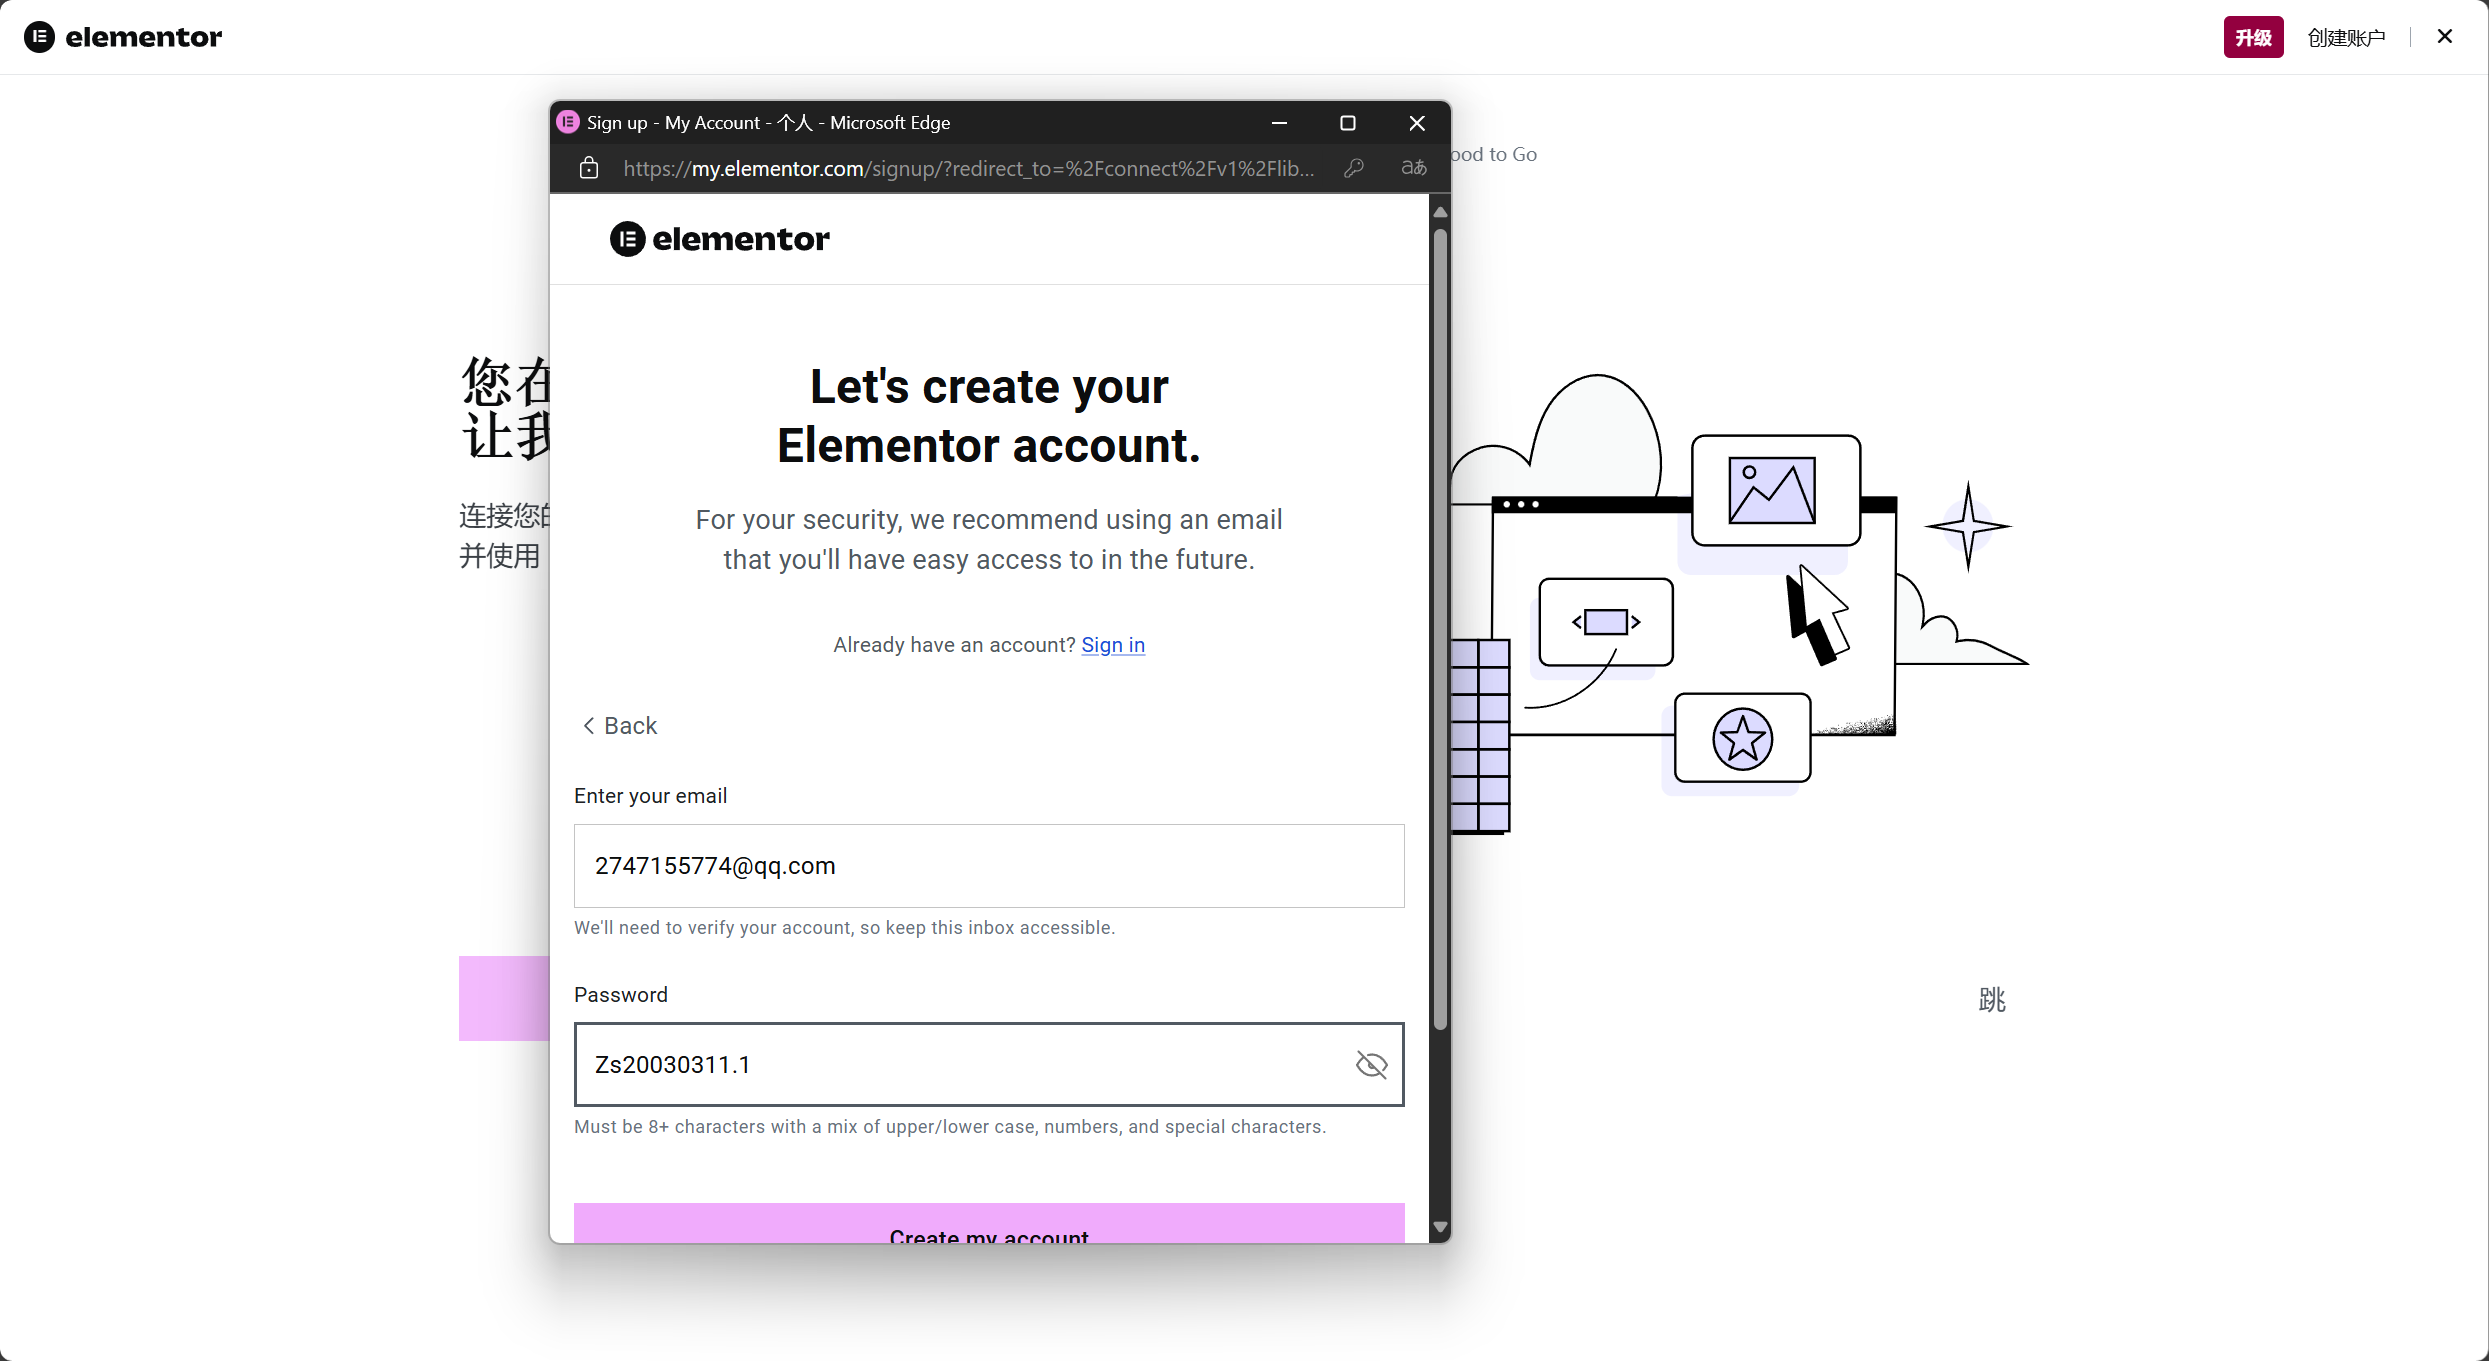 elementor
升级
创建账户
Sign up - My Account - 个人 - Microsoft Edge
https://my.elementor.com/signup/?redirect_to=%2Fconnect%2Fv1%2Flib...
aあ
ood to Go
elementor
您在
让我
连接您的
并使用
Let's create your
Elementor account.
For your security, we recommend using an email
that you'll have easy access to in the future.
Already have an account? Sign in
Back
Enter your email
2747155774@qq.com
We'll need to verify your account, so keep this inbox accessible.
Password
Zs20030311.1
Must be 8+ characters with a mix of upper/lower case, numbers, and special characters.
跳
Create my account